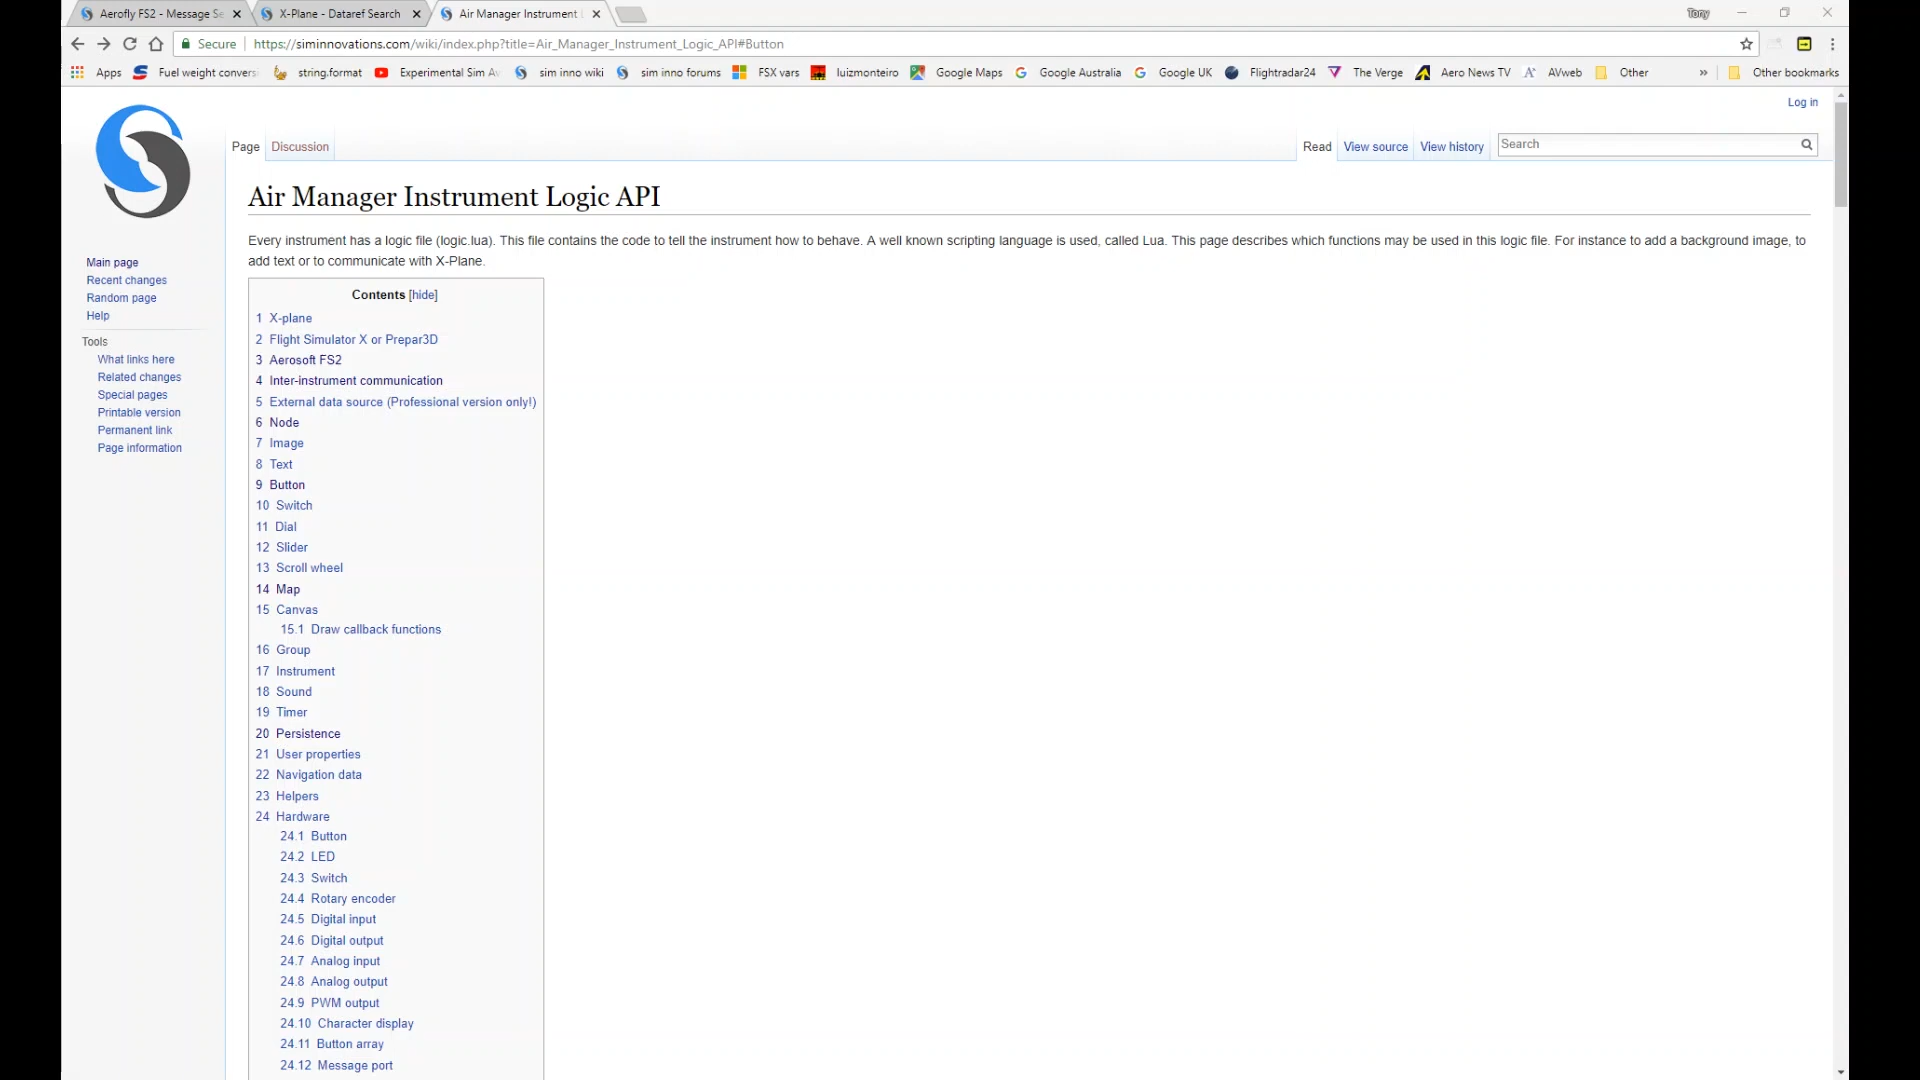 Aerofly FS2 - Message Se
X-Plane - Dataref Search
Air Manager Instrument
Tony
Secure
https://siminnovations.com/wiki/index.php?title=Air_Manager_Instrument_Logic_API#Button
Apps
Fuel weight convers
string.format
Experimental Sim Av
sim inno wiki
sim inno forums
FSX vars
luizmonteiro
Google Maps
Google Australia
Google UK
Flightradar24
The Verge
Aero News TV
AVweb
Other
»
Other bookmarks
Log in
Page
Discussion
Read
View source
View history
Search
Air Manager Instrument Logic API
Every instrument has a logic file (logic.lua). This file contains the code to tell the instrument how to behave. A well known scripting language is used, called Lua. This page describes which functions may be used in this logic file. For instance to add a background image, to
add text or to communicate with X-Plane.
Main page
Recent changes
Random page
Help
Tools
What links here
Related changes
Special pages
Printable version
Permanent link
Page information
Contents [hide]
1 X-plane
2 Flight Simulator X or Prepar3D
3 Aerosoft FS2
4 Inter-instrument communication
5 External data source (Professional version only!)
6 Node
7 Image
8 Text
9 Button
10 Switch
11 Dial
12 Slider
13 Scroll wheel
14 Map
15 Canvas
15.1 Draw callback functions
16 Group
17 Instrument
18 Sound
19 Timer
20 Persistence
21 User properties
22 Navigation data
23 Helpers
24 Hardware
24.1 Button
24.2 LED
24.3 Switch
24.4 Rotary encoder
24.5 Digital input
24.6 Digital output
24.7 Analog input
24.8 Analog output
24.9 PWM output
24.10 Character display
24.11 Button array
24.12 Message port